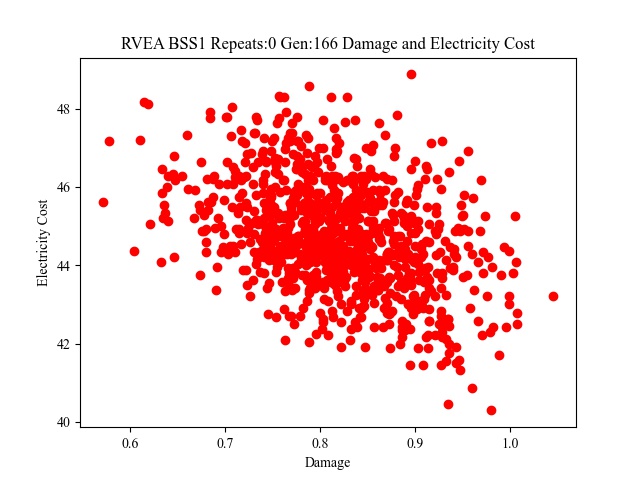 RVEA BSS1 Repeats:0 Gen:166 Damage and Electricity Cost
48
46
44
42
40
Electricity Cost
0.6 0.7 0.8 0.9 1.0
Damage